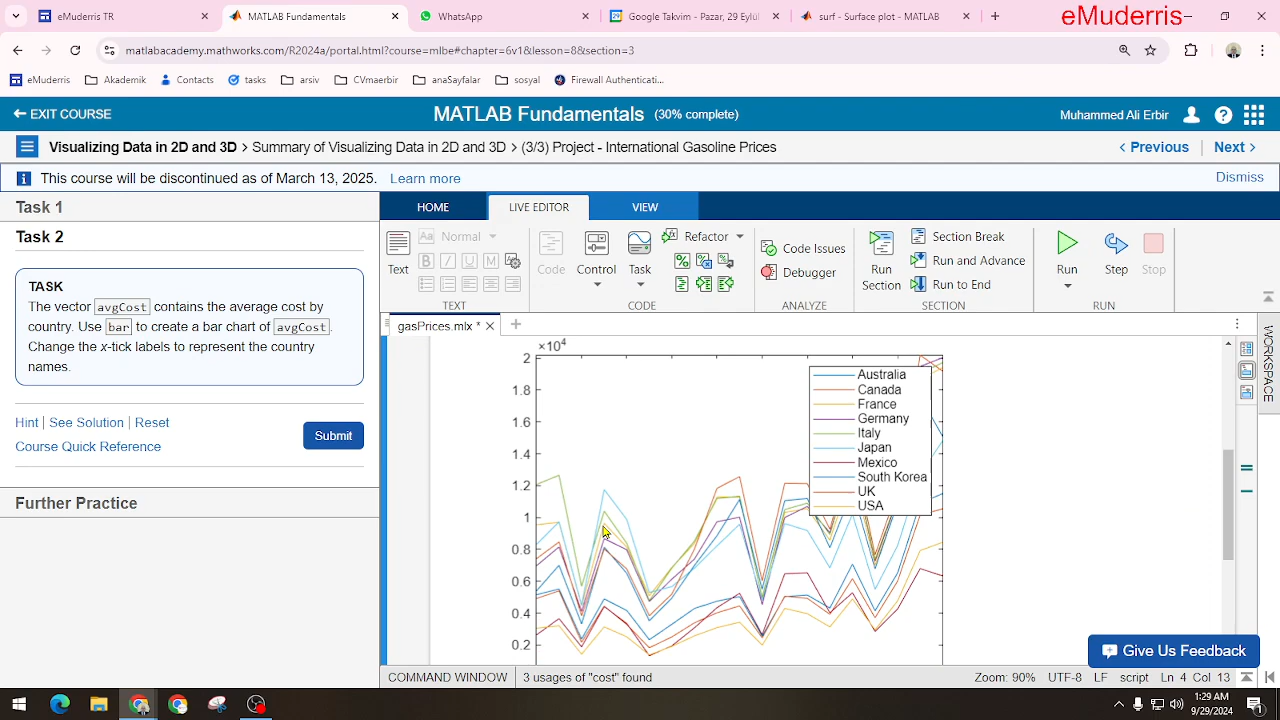 eMuderris TR
MATLAB Fundamentals
WhatsApp
Google Takvim - Pazar, 29 Eylül
surf - Surface plot - MATLAB
eMuderris
matlabacademy.mathworks.com/R2024a/portal.html?course=mlbe#chapter=6v1&lesson=8&section=3
eMuderris
Akademik
Contacts
tasks
arsiv
CVmaerbir
anaSayfalar
sosyal
Firewall Authenticati...
EXIT COURSE
MATLAB Fundamentals (30% complete)
Muhammed Ali Erbir
Visualizing Data in 2D and 3D > Summary of Visualizing Data in 2D and 3D > (3/3) Project - International Gasoline Prices
< Previous
Next >
This course will be discontinued as of March 13, 2025. Learn more
Dismiss
Task 1
Task 2
TASK
The vector avgCost contains the average cost by
country. Use bar to create a bar chart of avgCost.
Change the x-tick labels to represent the country
names.
Hint | See Solution | Reset
Course Quick Reference
Submit
Further Practice
HOME
LIVE EDITOR
VIEW
Text
Aa Normal
B I U M
TEXT
Code
Control
Task
Refactor
CODE
Code Issues
Debugger
ANALYZE
Run
Section
Section Break
Run and Advance
Run to End
SECTION
Run
Step
Stop
RUN
gasPrices.mlx *
×10⁴
2
1.8
1.6
1.4
1.2
1
0.8
0.6
0.4
0.2
Australia
Canada
France
Germany
Italy
Japan
Mexico
South Korea
UK
USA
WORKSPACE
Give Us Feedback
COMMAND WINDOW
3 usages of "cost" found
Zoom: 90%
UTF-8
LF
script
Ln 4 Col 13
1:29 AM
9/29/2024